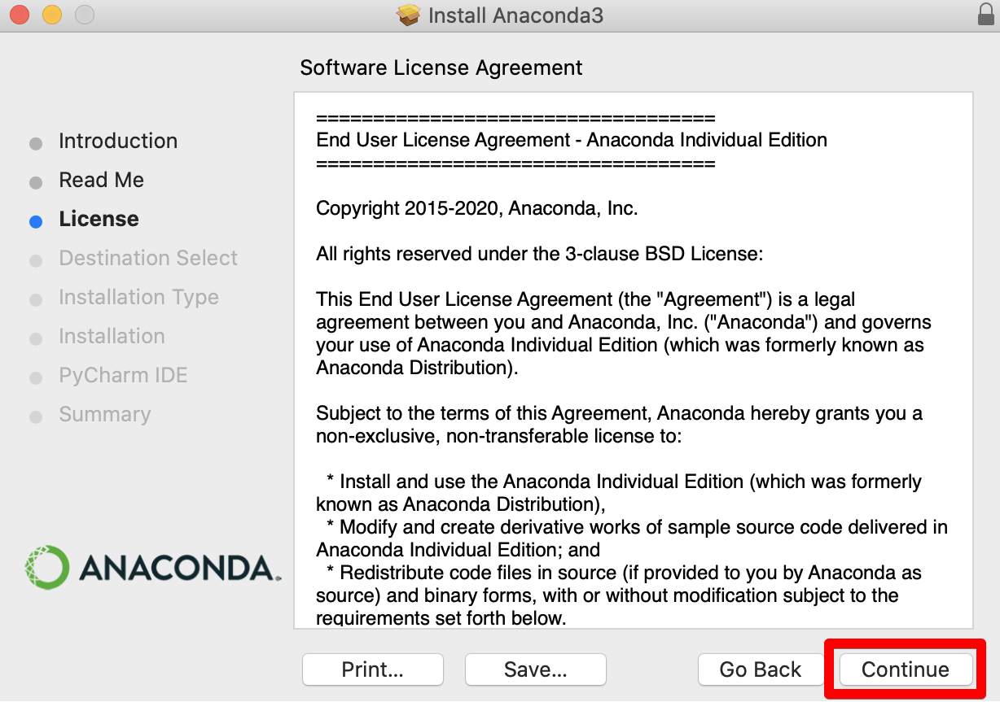 Install Anaconda3
Software License Agreement
Introduction
Read Me
License
Destination Select
Installation Type
Installation
PyCharm IDE
Summary
ANACONDA.
===================================
End User License Agreement - Anaconda Individual Edition
===================================
Copyright 2015-2020, Anaconda, Inc.
All rights reserved under the 3-clause BSD License:
This End User License Agreement (the "Agreement") is a legal
agreement between you and Anaconda, Inc. ("Anaconda") and governs
your use of Anaconda Individual Edition (which was formerly known as
Anaconda Distribution).
Subject to the terms of this Agreement, Anaconda hereby grants you a
non-exclusive, non-transferable license to:
* Install and use the Anaconda Individual Edition (which was formerly
known as Anaconda Distribution),
* Modify and create derivative works of sample source code delivered in
Anaconda Individual Edition; and
* Redistribute code files in source (if provided to you by Anaconda as
source) and binary forms, with or without modification subject to the
requirements set forth below.
Print...
Save...
Go Back
Continue